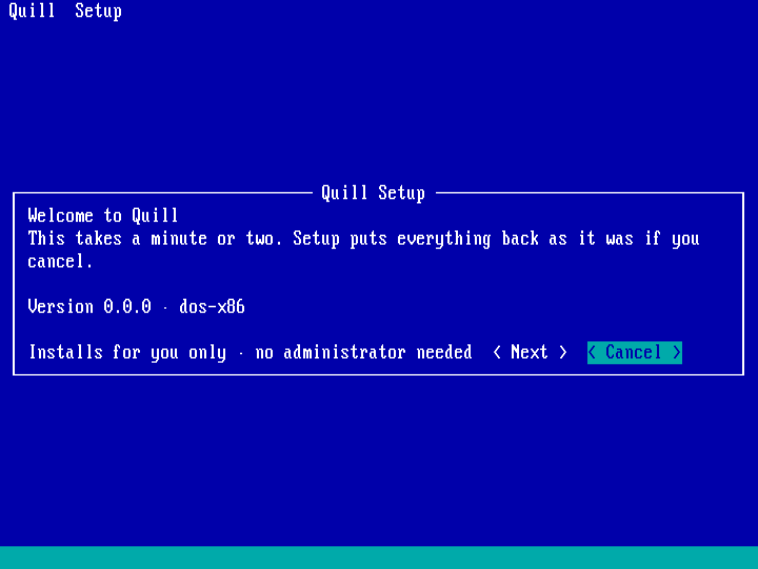 Quill  Setup
Quill Setup
Welcome to Quill
This takes a minute or two. Setup puts everything back as it was if you
cancel.
Version 0.0.0 · dos-x86
Installs for you only · no administrator needed  < Next >  < Cancel >